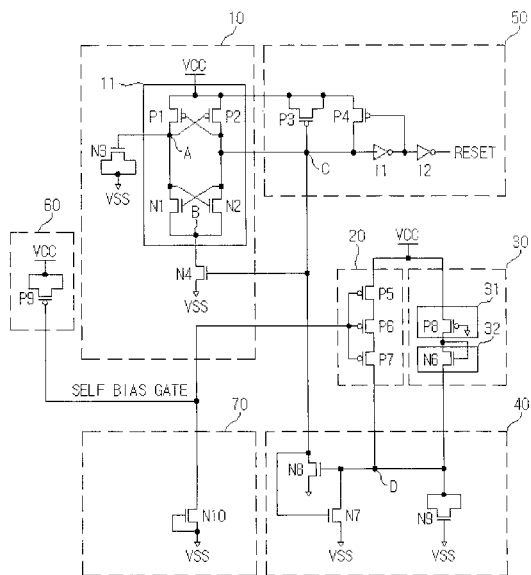 10
50
VCC
11
P1
P2
P3
P4
N3
A
C
I1
I2
RESET
VSS
N1
B
N2
60
VCC
20
VCC
30
P9
N4
P5
31
VSS
P8
32
P6
N6
P7
SELF BIAS GATE
70
40
N8
D
N10
N7
N9
VSS
VSS
VSS